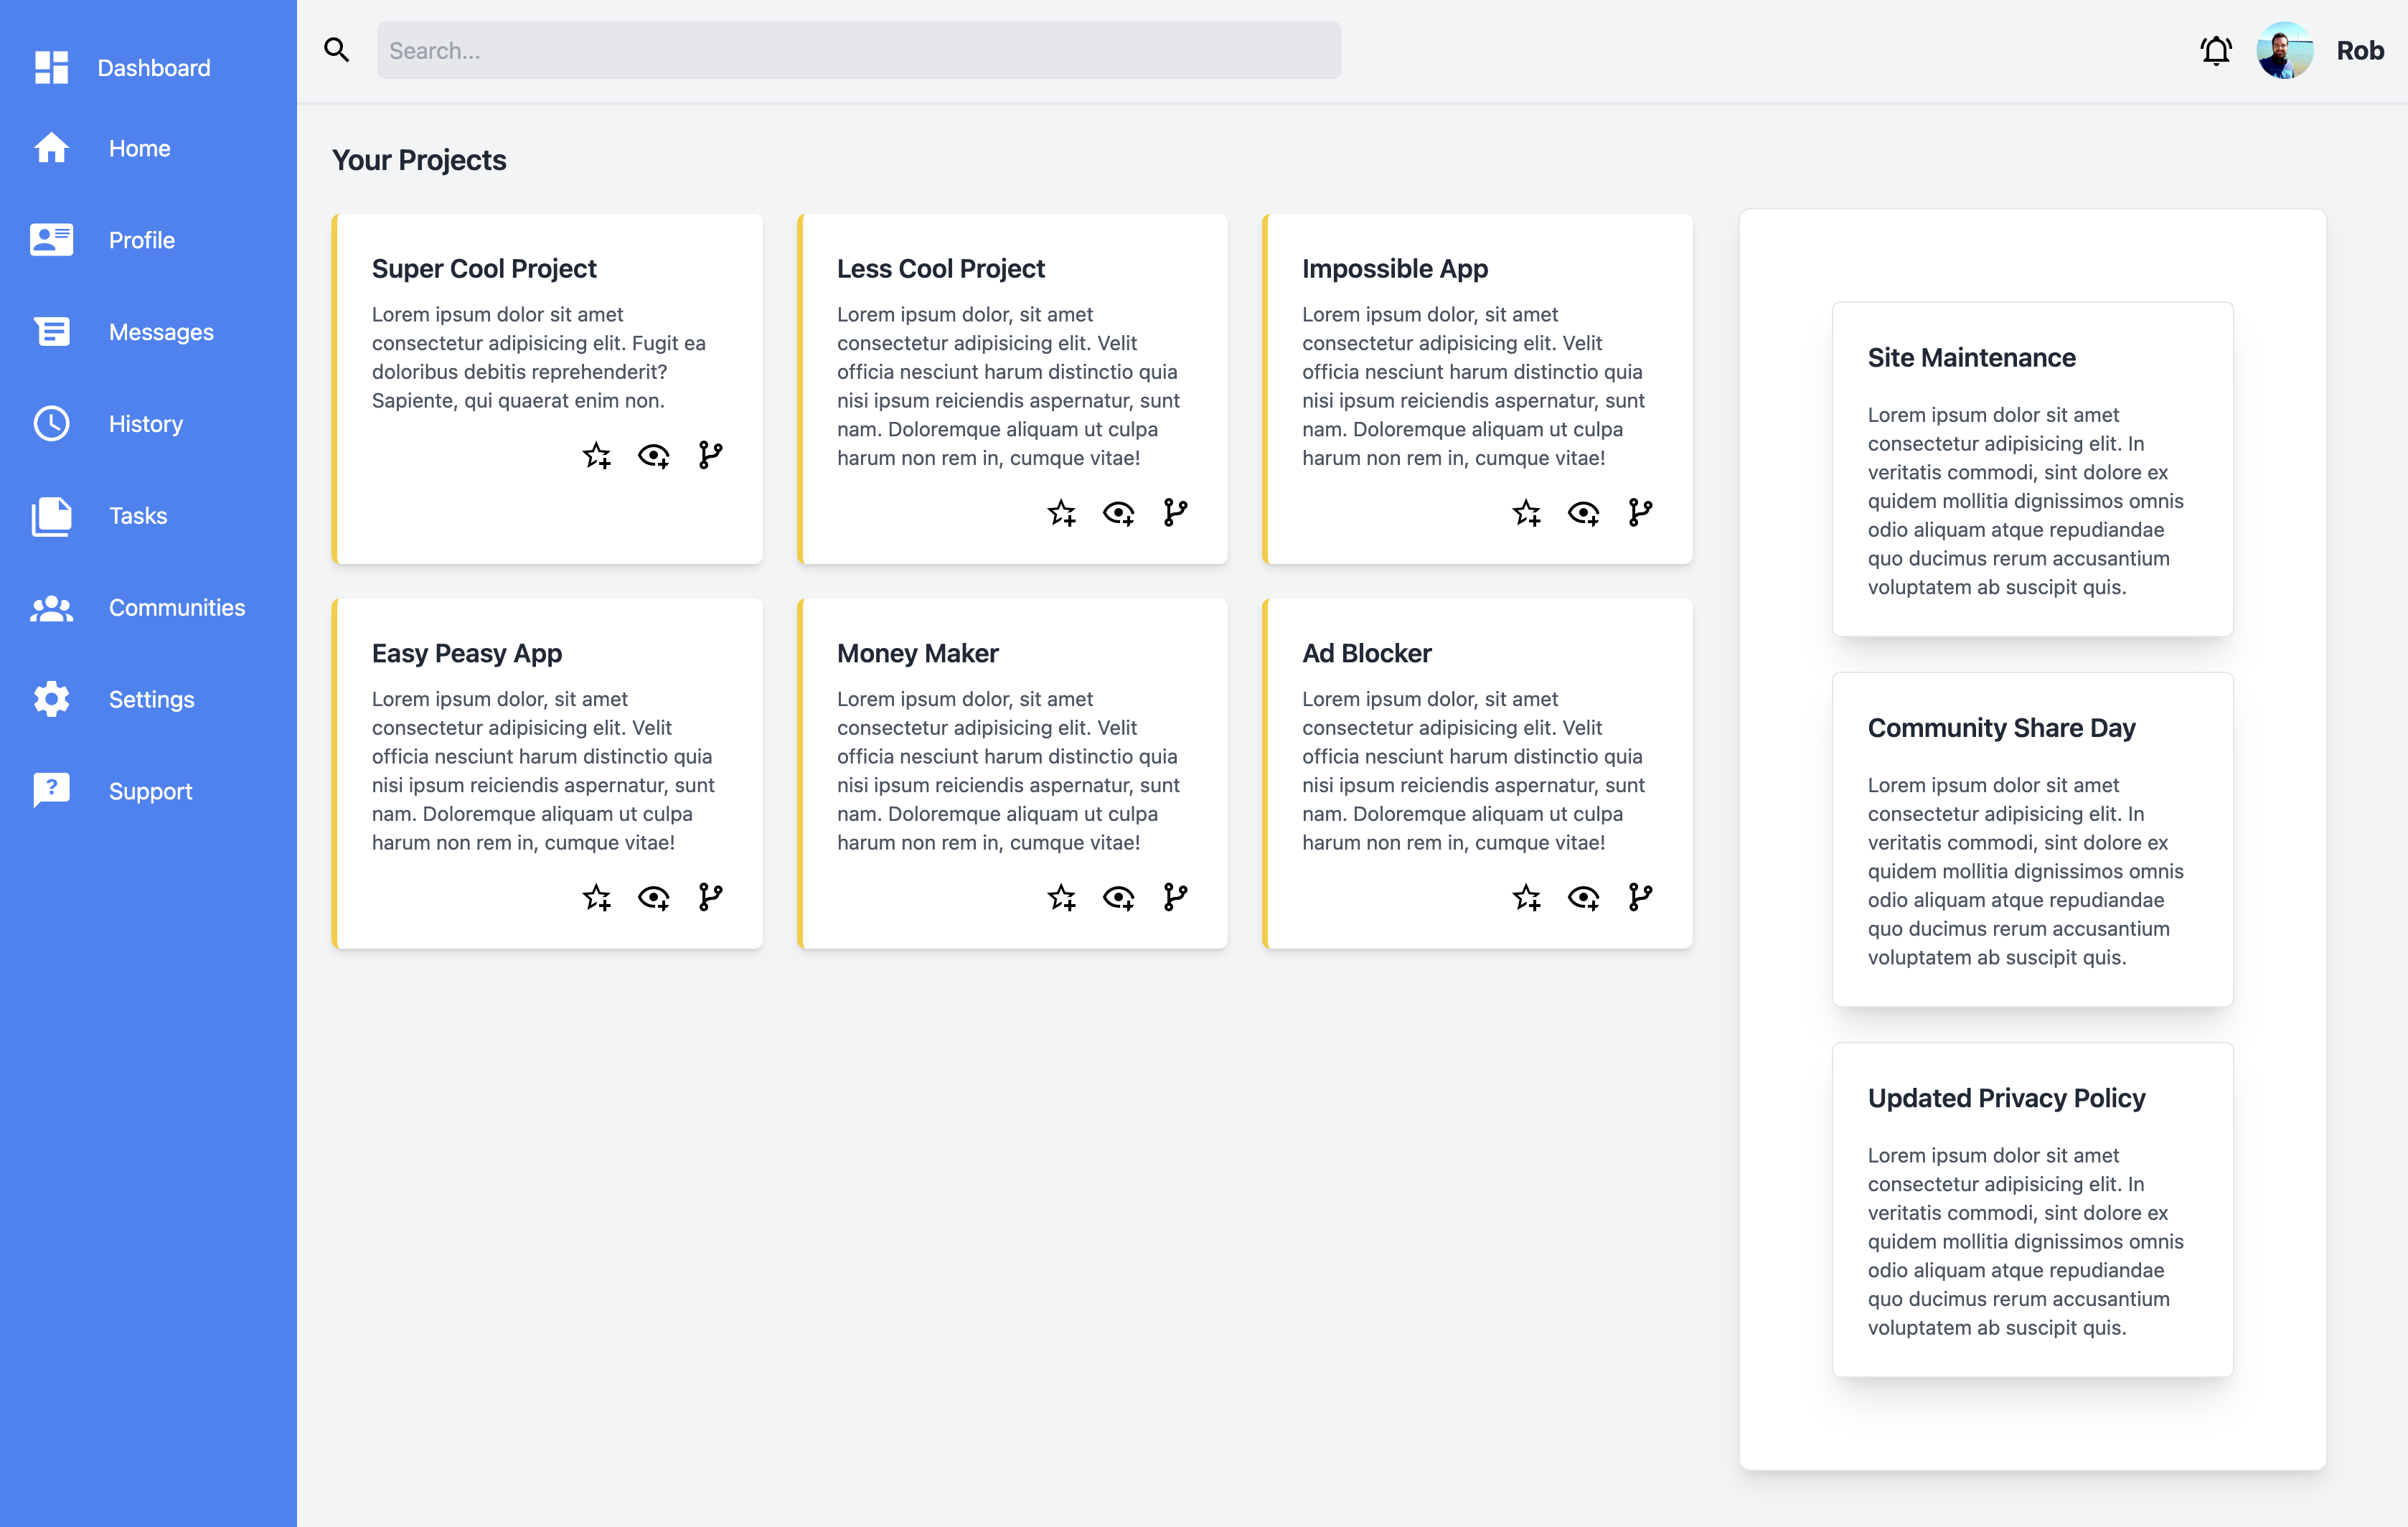 Dashboard
Home
Profile
Messages
History
Tasks
Communities
Settings
Support
Search...
Rob
Your Projects
Super Cool Project
Lorem ipsum dolor sit amet
consectetur adipisicing elit. Fugit ea
doloribus debitis reprehenderit?
Sapiente, qui quaerat enim non.
Less Cool Project
Lorem ipsum dolor, sit amet
consectetur adipisicing elit. Velit
officia nesciunt harum distinctio quia
nisi ipsum reiciendis aspernatur, sunt
nam. Doloremque aliquam ut culpa
harum non rem in, cumque vitae!
Impossible App
Lorem ipsum dolor, sit amet
consectetur adipisicing elit. Velit
officia nesciunt harum distinctio quia
nisi ipsum reiciendis aspernatur, sunt
nam. Doloremque aliquam ut culpa
harum non rem in, cumque vitae!
Easy Peasy App
Lorem ipsum dolor, sit amet
consectetur adipisicing elit. Velit
officia nesciunt harum distinctio quia
nisi ipsum reiciendis aspernatur, sunt
nam. Doloremque aliquam ut culpa
harum non rem in, cumque vitae!
Money Maker
Lorem ipsum dolor, sit amet
consectetur adipisicing elit. Velit
officia nesciunt harum distinctio quia
nisi ipsum reiciendis aspernatur, sunt
nam. Doloremque aliquam ut culpa
harum non rem in, cumque vitae!
Ad Blocker
Lorem ipsum dolor, sit amet
consectetur adipisicing elit. Velit
officia nesciunt harum distinctio quia
nisi ipsum reiciendis aspernatur, sunt
nam. Doloremque aliquam ut culpa
harum non rem in, cumque vitae!
Site Maintenance
Lorem ipsum dolor sit amet
consectetur adipisicing elit. In
veritatis commodi, sint dolore ex
quidem mollitia dignissimos omnis
odio aliquam atque repudiandae
quo ducimus rerum accusantium
voluptatem ab suscipit quis.
Community Share Day
Lorem ipsum dolor sit amet
consectetur adipisicing elit. In
veritatis commodi, sint dolore ex
quidem mollitia dignissimos omnis
odio aliquam atque repudiandae
quo ducimus rerum accusantium
voluptatem ab suscipit quis.
Updated Privacy Policy
Lorem ipsum dolor sit amet
consectetur adipisicing elit. In
veritatis commodi, sint dolore ex
quidem mollitia dignissimos omnis
odio aliquam atque repudiandae
quo ducimus rerum accusantium
voluptatem ab suscipit quis.